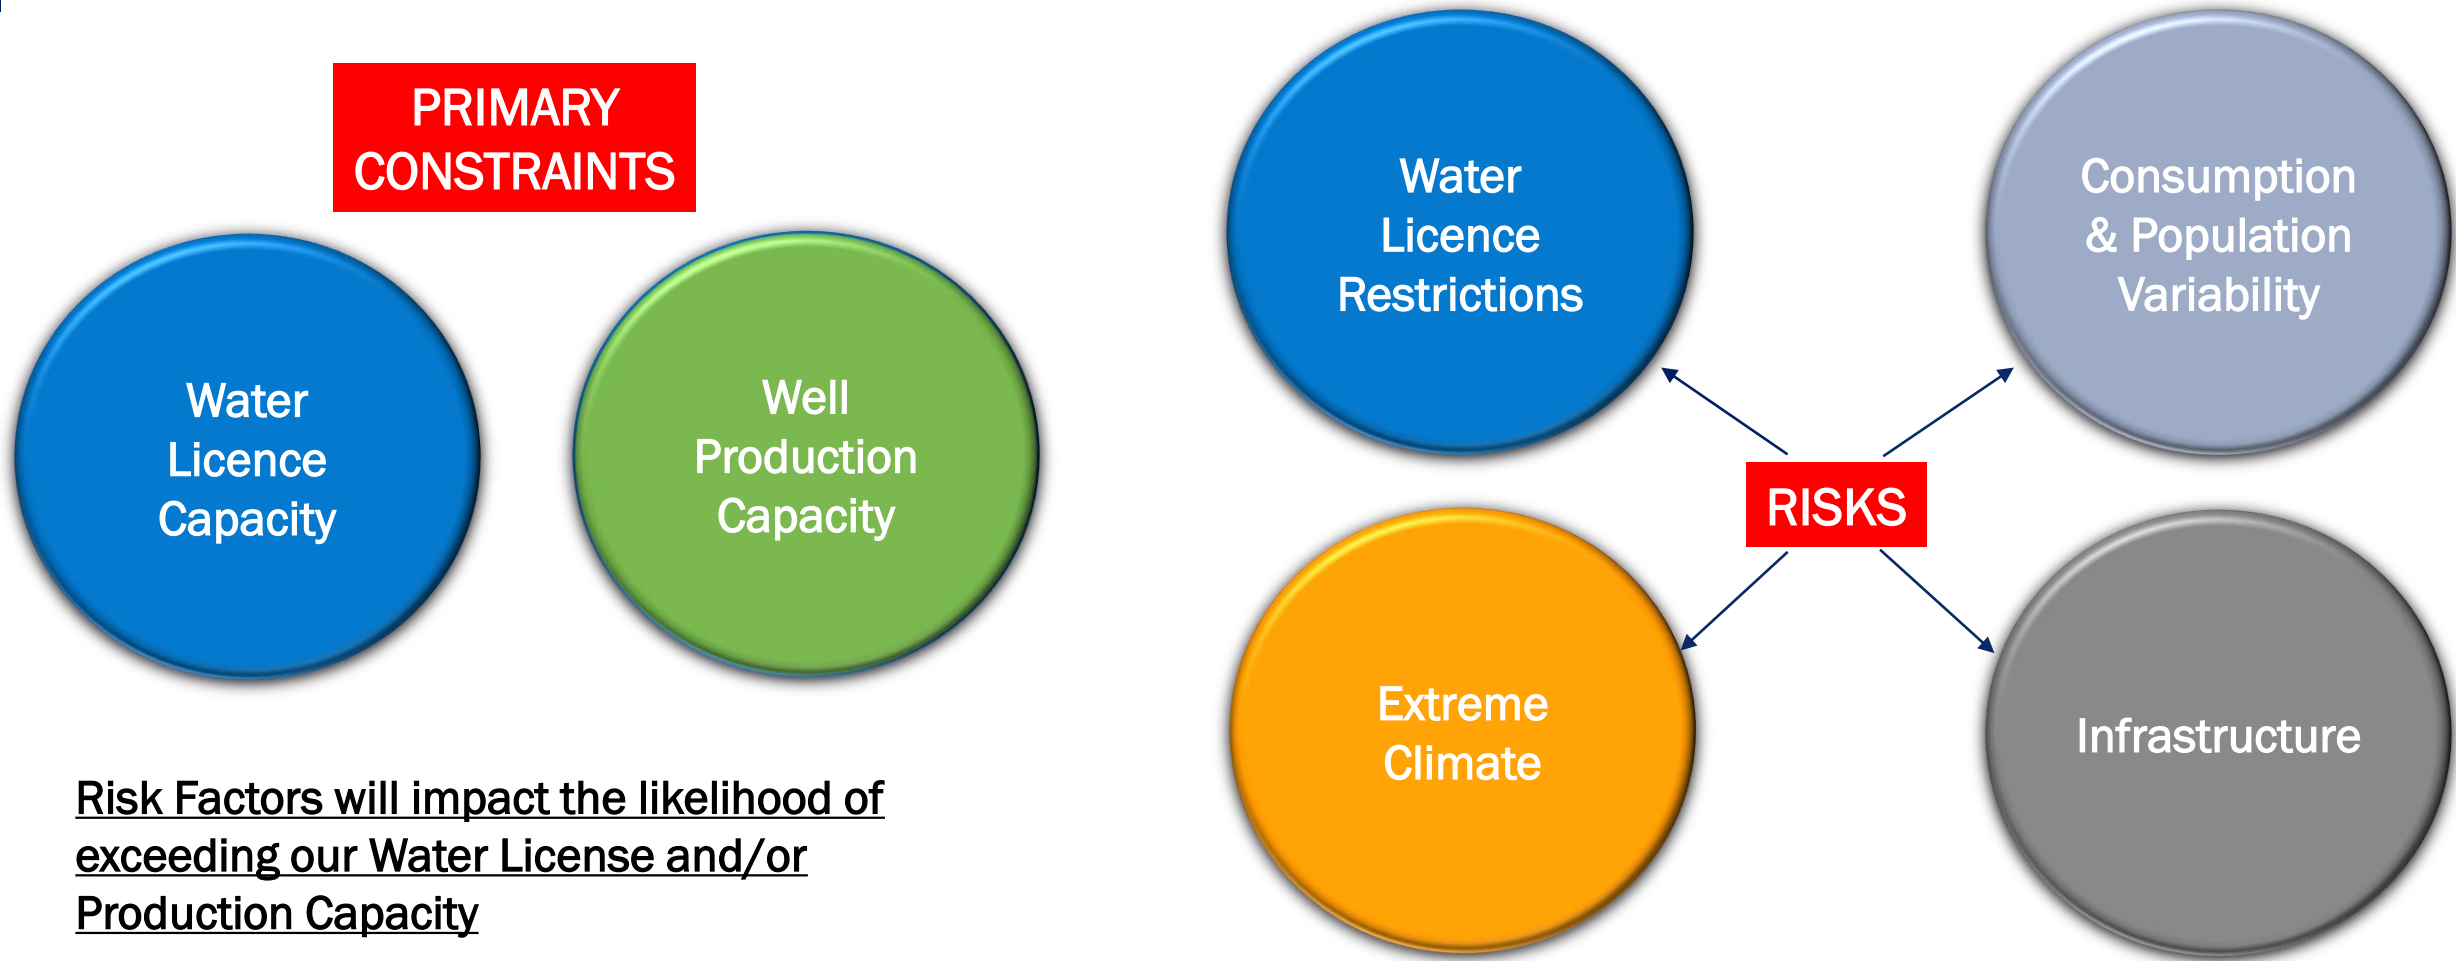 PRIMARY
CONSTRAINTS
Water
Licence
Capacity
Well
Production
Capacity
Risk Factors will impact the likelihood of
exceeding our Water License and/or
Production Capacity
Water
Licence
Restrictions
Consumption
& Population
Variability
RISKS
Extreme
Climate
Infrastructure